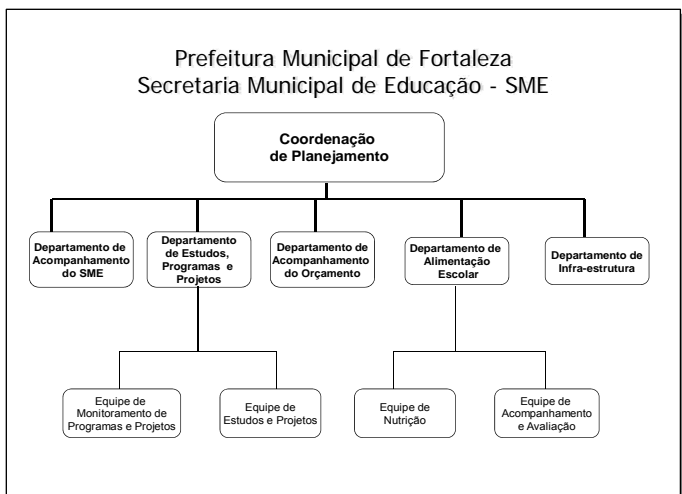 Prefeitura Municipal de Fortaleza
Secretaria Municipal de Educação - SME
Coordenação
de Planejamento
Departamento de
Acompanhamento
do SME
Departamento
de Estudos,
Programas e
Projetos
Departamento de
Acompanhamento
do Orçamento
Departamento de
Alimentação
Escolar
Departamento de
Infra-estrutura
Equipe de
Monitoramento de
Programas e Projetos
Equipe de
Estudos e Projetos
Equipe de
Nutrição
Equipe de
Acompanhamento
e Avaliação